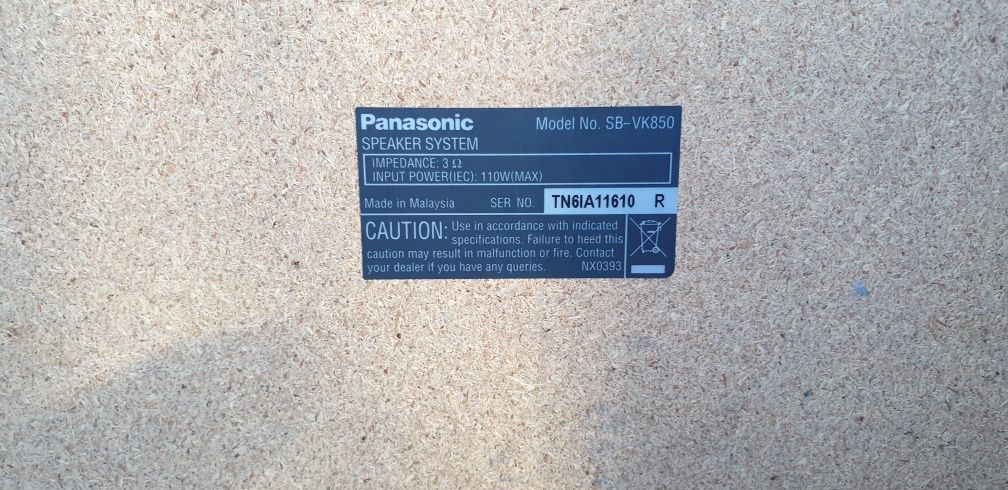 Panasonic Model No. SB-VK850
SPEAKER SYSTEM
IMPEDANCE: 3 Ω
INPUT POWER(IEC): 110W(MAX)
Made in Malaysia SER NO. TN6IA11610 R
CAUTION: Use in accordance with indicated
specifications. Failure to heed this
caution may result in malfunction or fire. Contact
your dealer if you have any queries. NX0393